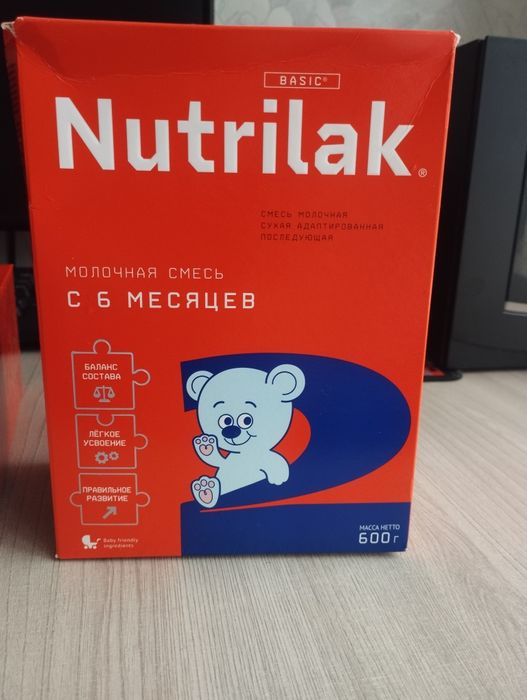 BASIC®
Nutrilak®
СМЕСЬ МОЛОЧНАЯ
СУХАЯ АДАПТИРОВАННАЯ
ПОСЛЕДУЮЩАЯ
МОЛОЧНАЯ СМЕСЬ
С 6 МЕСЯЦЕВ
БАЛАНС
СОСТАВА
ЛЁГКОЕ
УСВОЕНИЕ
ПРАВИЛЬНОЕ
РАЗВИТИЕ
2
Baby friendly
ingredients
МАССА НЕТТО
600 г